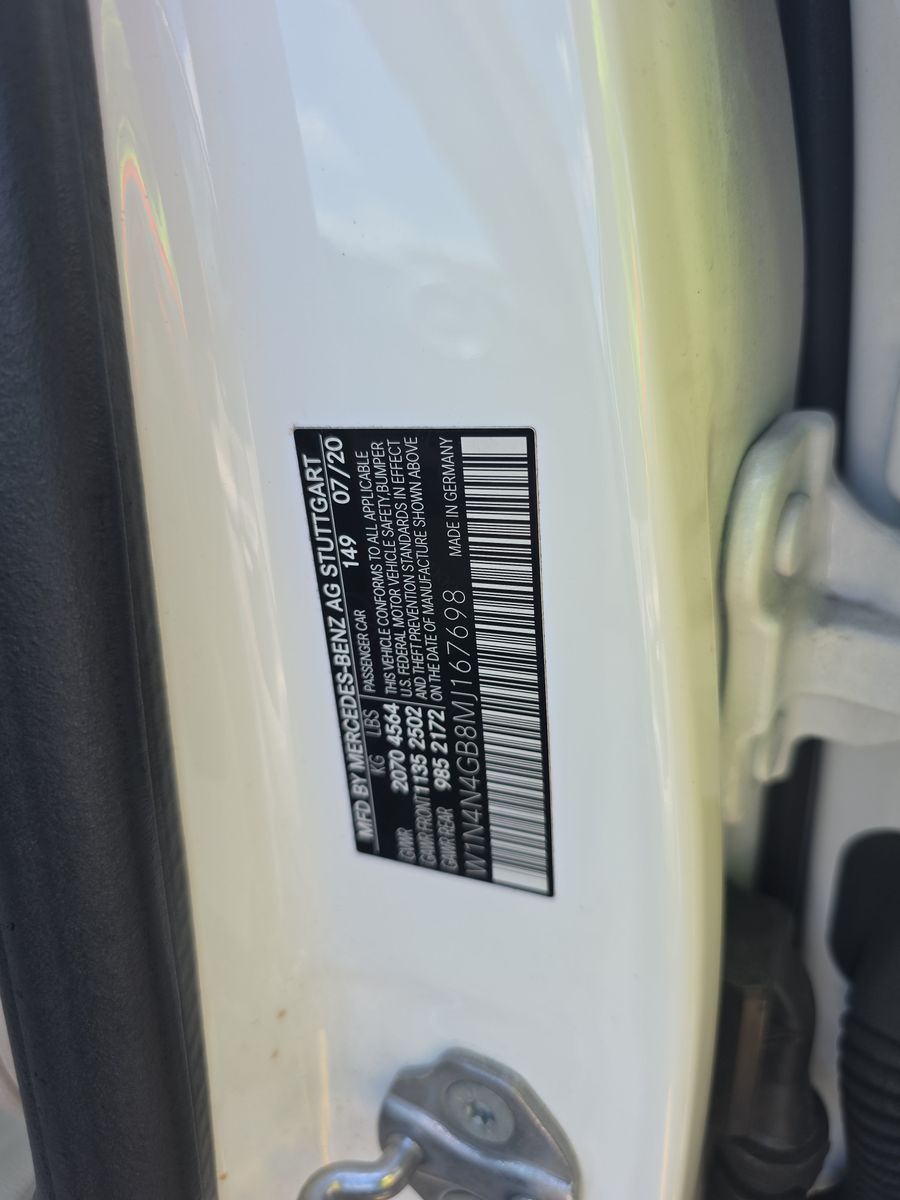 MFD BY MERCEDES-BENZ AG STUTTGART
KG LBS PASSENGER CAR 149 07/20
GWR 2070 4564 THIS VEHICLE CONFORMS TO ALL APPLICABLE
U.S. FEDERAL MOTOR VEHICLE SAFETY,BUMPER
GAWR FRONT 1135 2502 AND THEFT PREVENTION STANDARDS IN EFFECT
GAWR REAR 985 2172 ON THE DATE OF MANUFACTURE SHOWN ABOVE
W1N4N4GB8MJ167698 MADE IN GERMANY